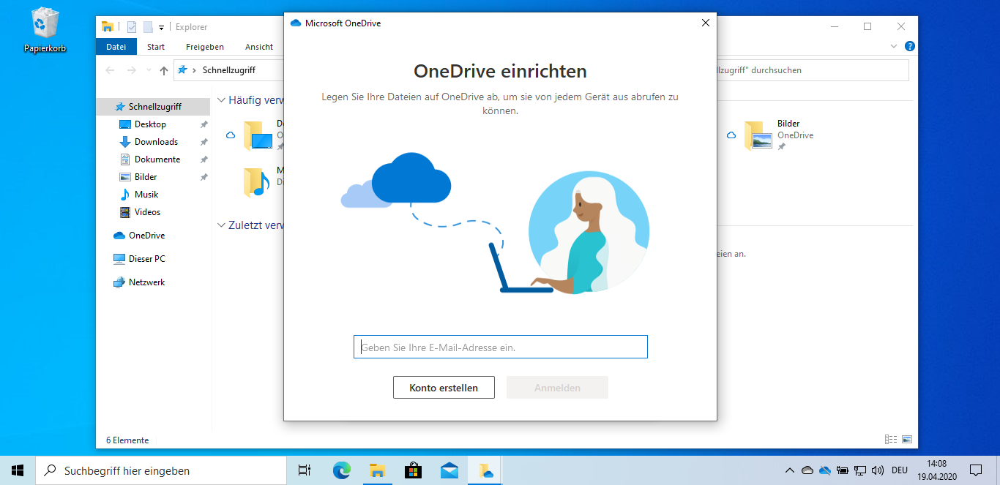 Papierkorb
Explorer
Datei Start Freigeben Ansicht
Schnellzugriff
llzugriff" durchsuchen
Schnellzugriff
Desktop
Downloads
Dokumente
Bilder
Musik
Videos
OneDrive
Dieser PC
Netzwerk
Häufig verw
Bilder
OneDrive
Zuletzt verw
eien an.
6 Elemente
Microsoft OneDrive
OneDrive einrichten
Legen Sie Ihre Dateien auf OneDrive ab, um sie von jedem Gerät aus abrufen zu
können.
Geben Sie Ihre E-Mail-Adresse ein.
Konto erstellen
Anmelden
Suchbegriff hier eingeben
DEU
14:08
19.04.2020